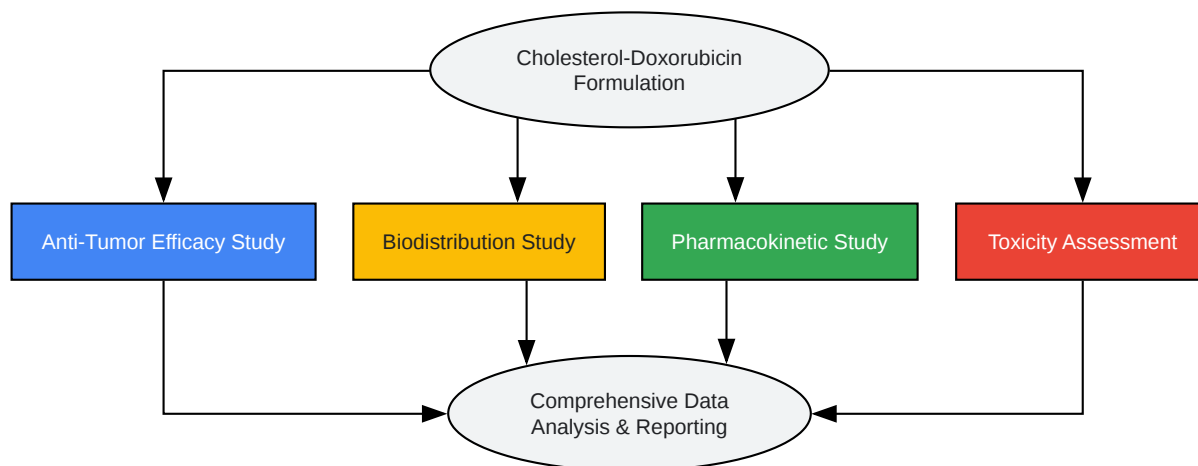 Cholesterol-Doxorubicin
Formulation
Anti-Tumor Efficacy Study
Biodistribution Study
Pharmacokinetic Study
Toxicity Assessment
Comprehensive Data
Analysis & Reporting